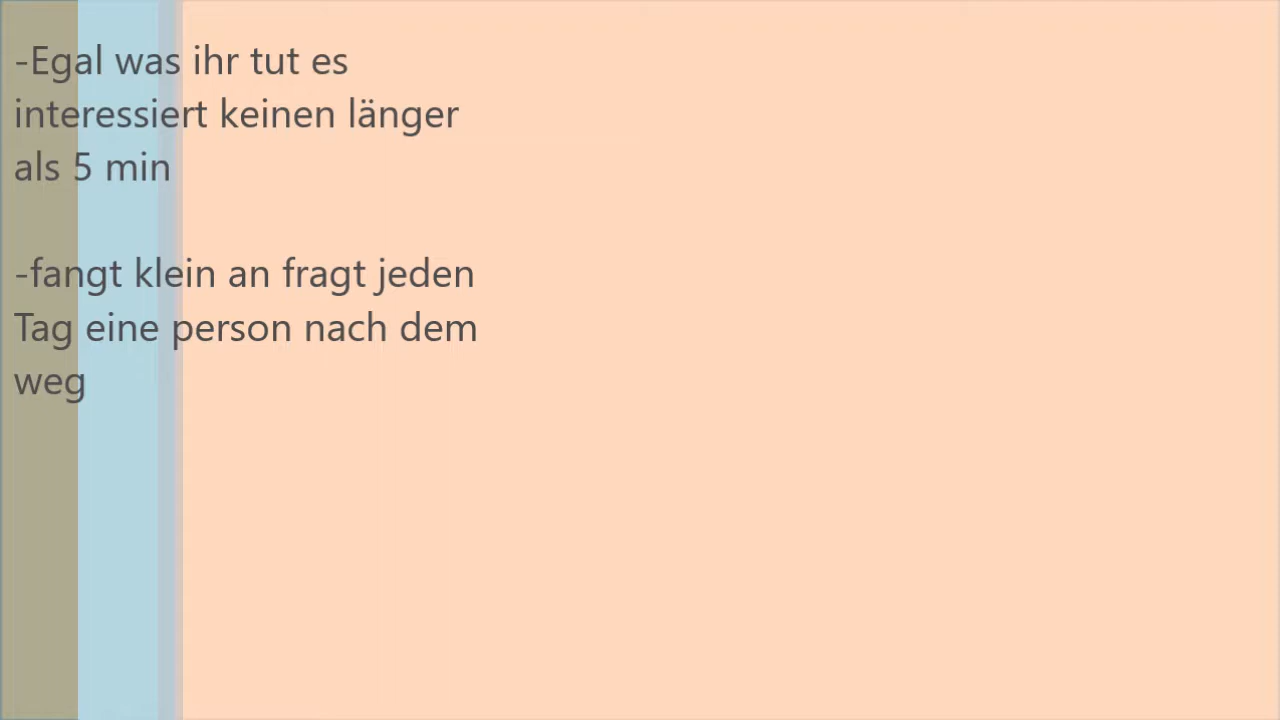 -Egal was ihr tut es
interessiert keinen länger
als 5 min
-fangt klein an fragt jeden
Tag eine person nach dem
weg